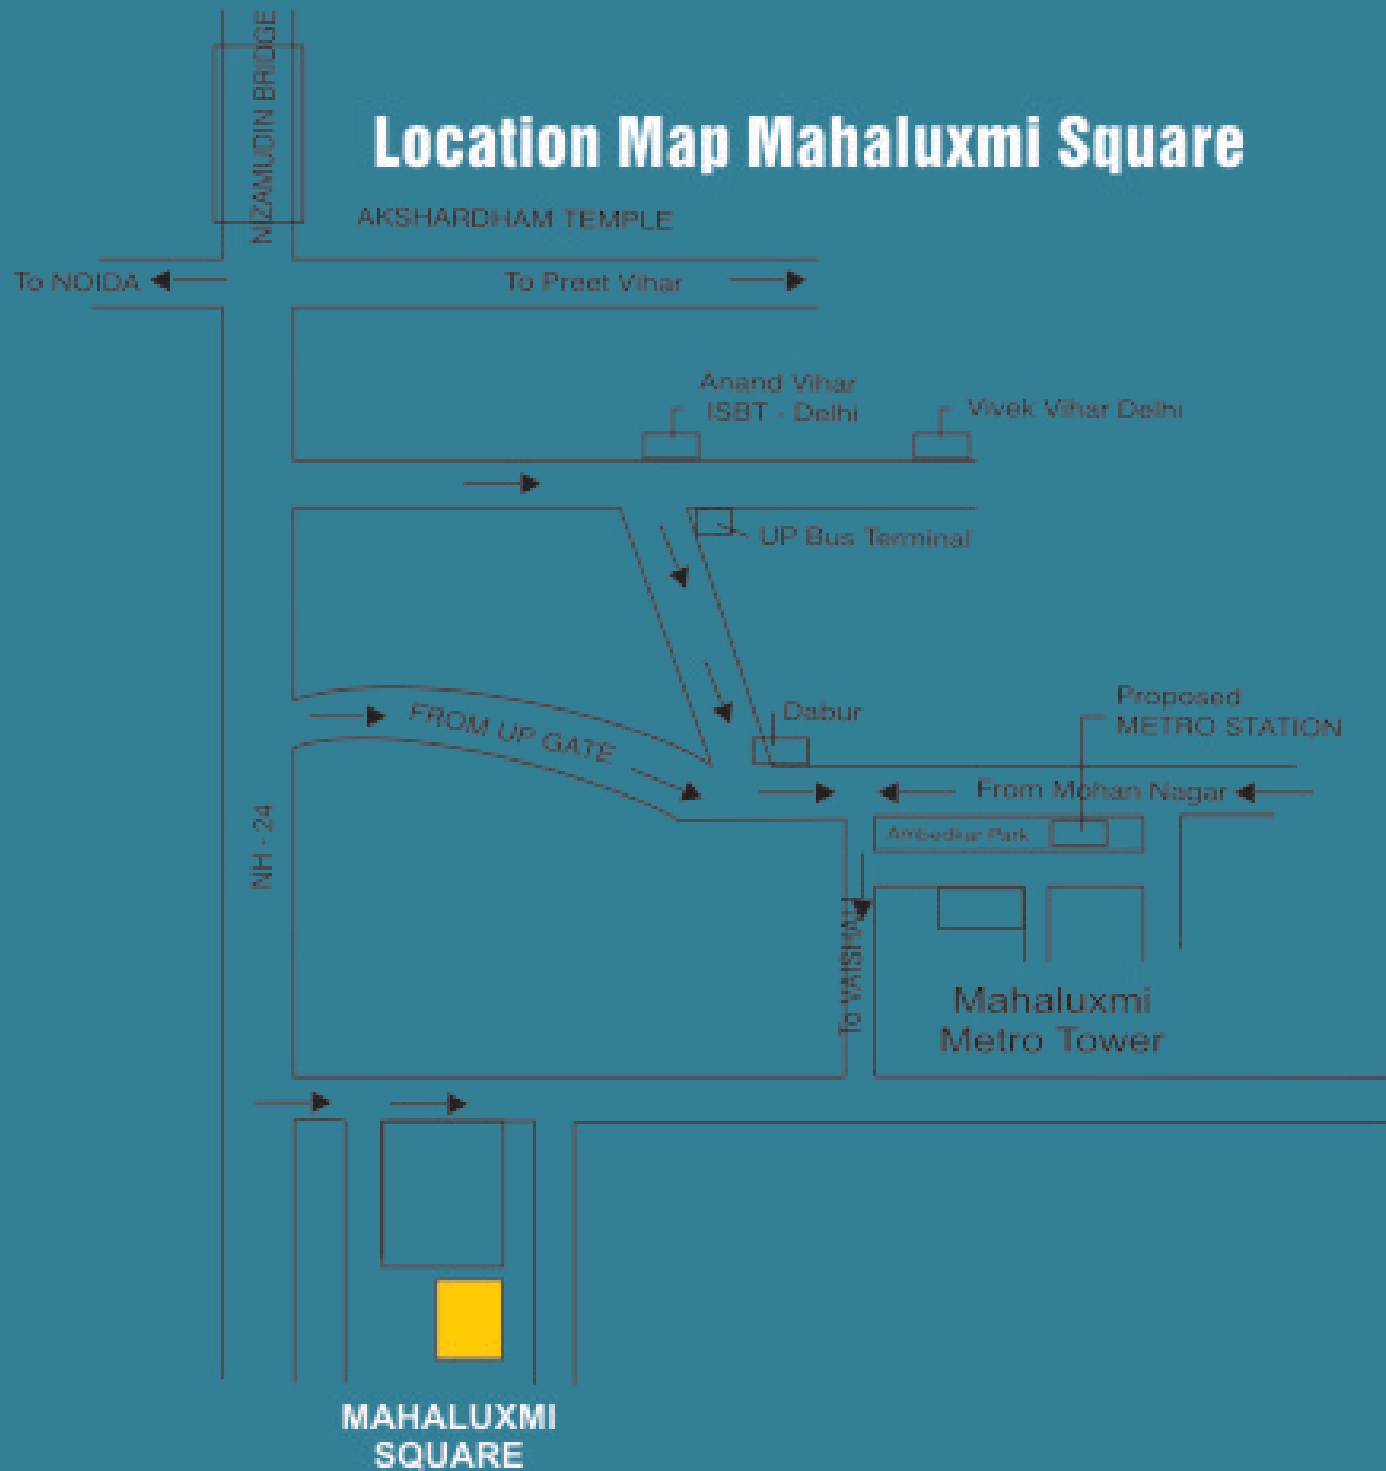 NIZAMUDIN BRIDGE
Location Map Mahaluxmi Square
AKSHARDHAM TEMPLE
To NOIDA
To Preet Vihar
Anand Vihar
ISBT - Delhi
Vivek Vihar Delhi
UP Bus Terminal
Proposed
METRO STATION
Dabur
FROM UP GATE
From Mohan Nagar
Ambedkar Park
NH - 24
To VAISHALI
Mahaluxmi
Metro Tower
MAHALUXMI
SQUARE